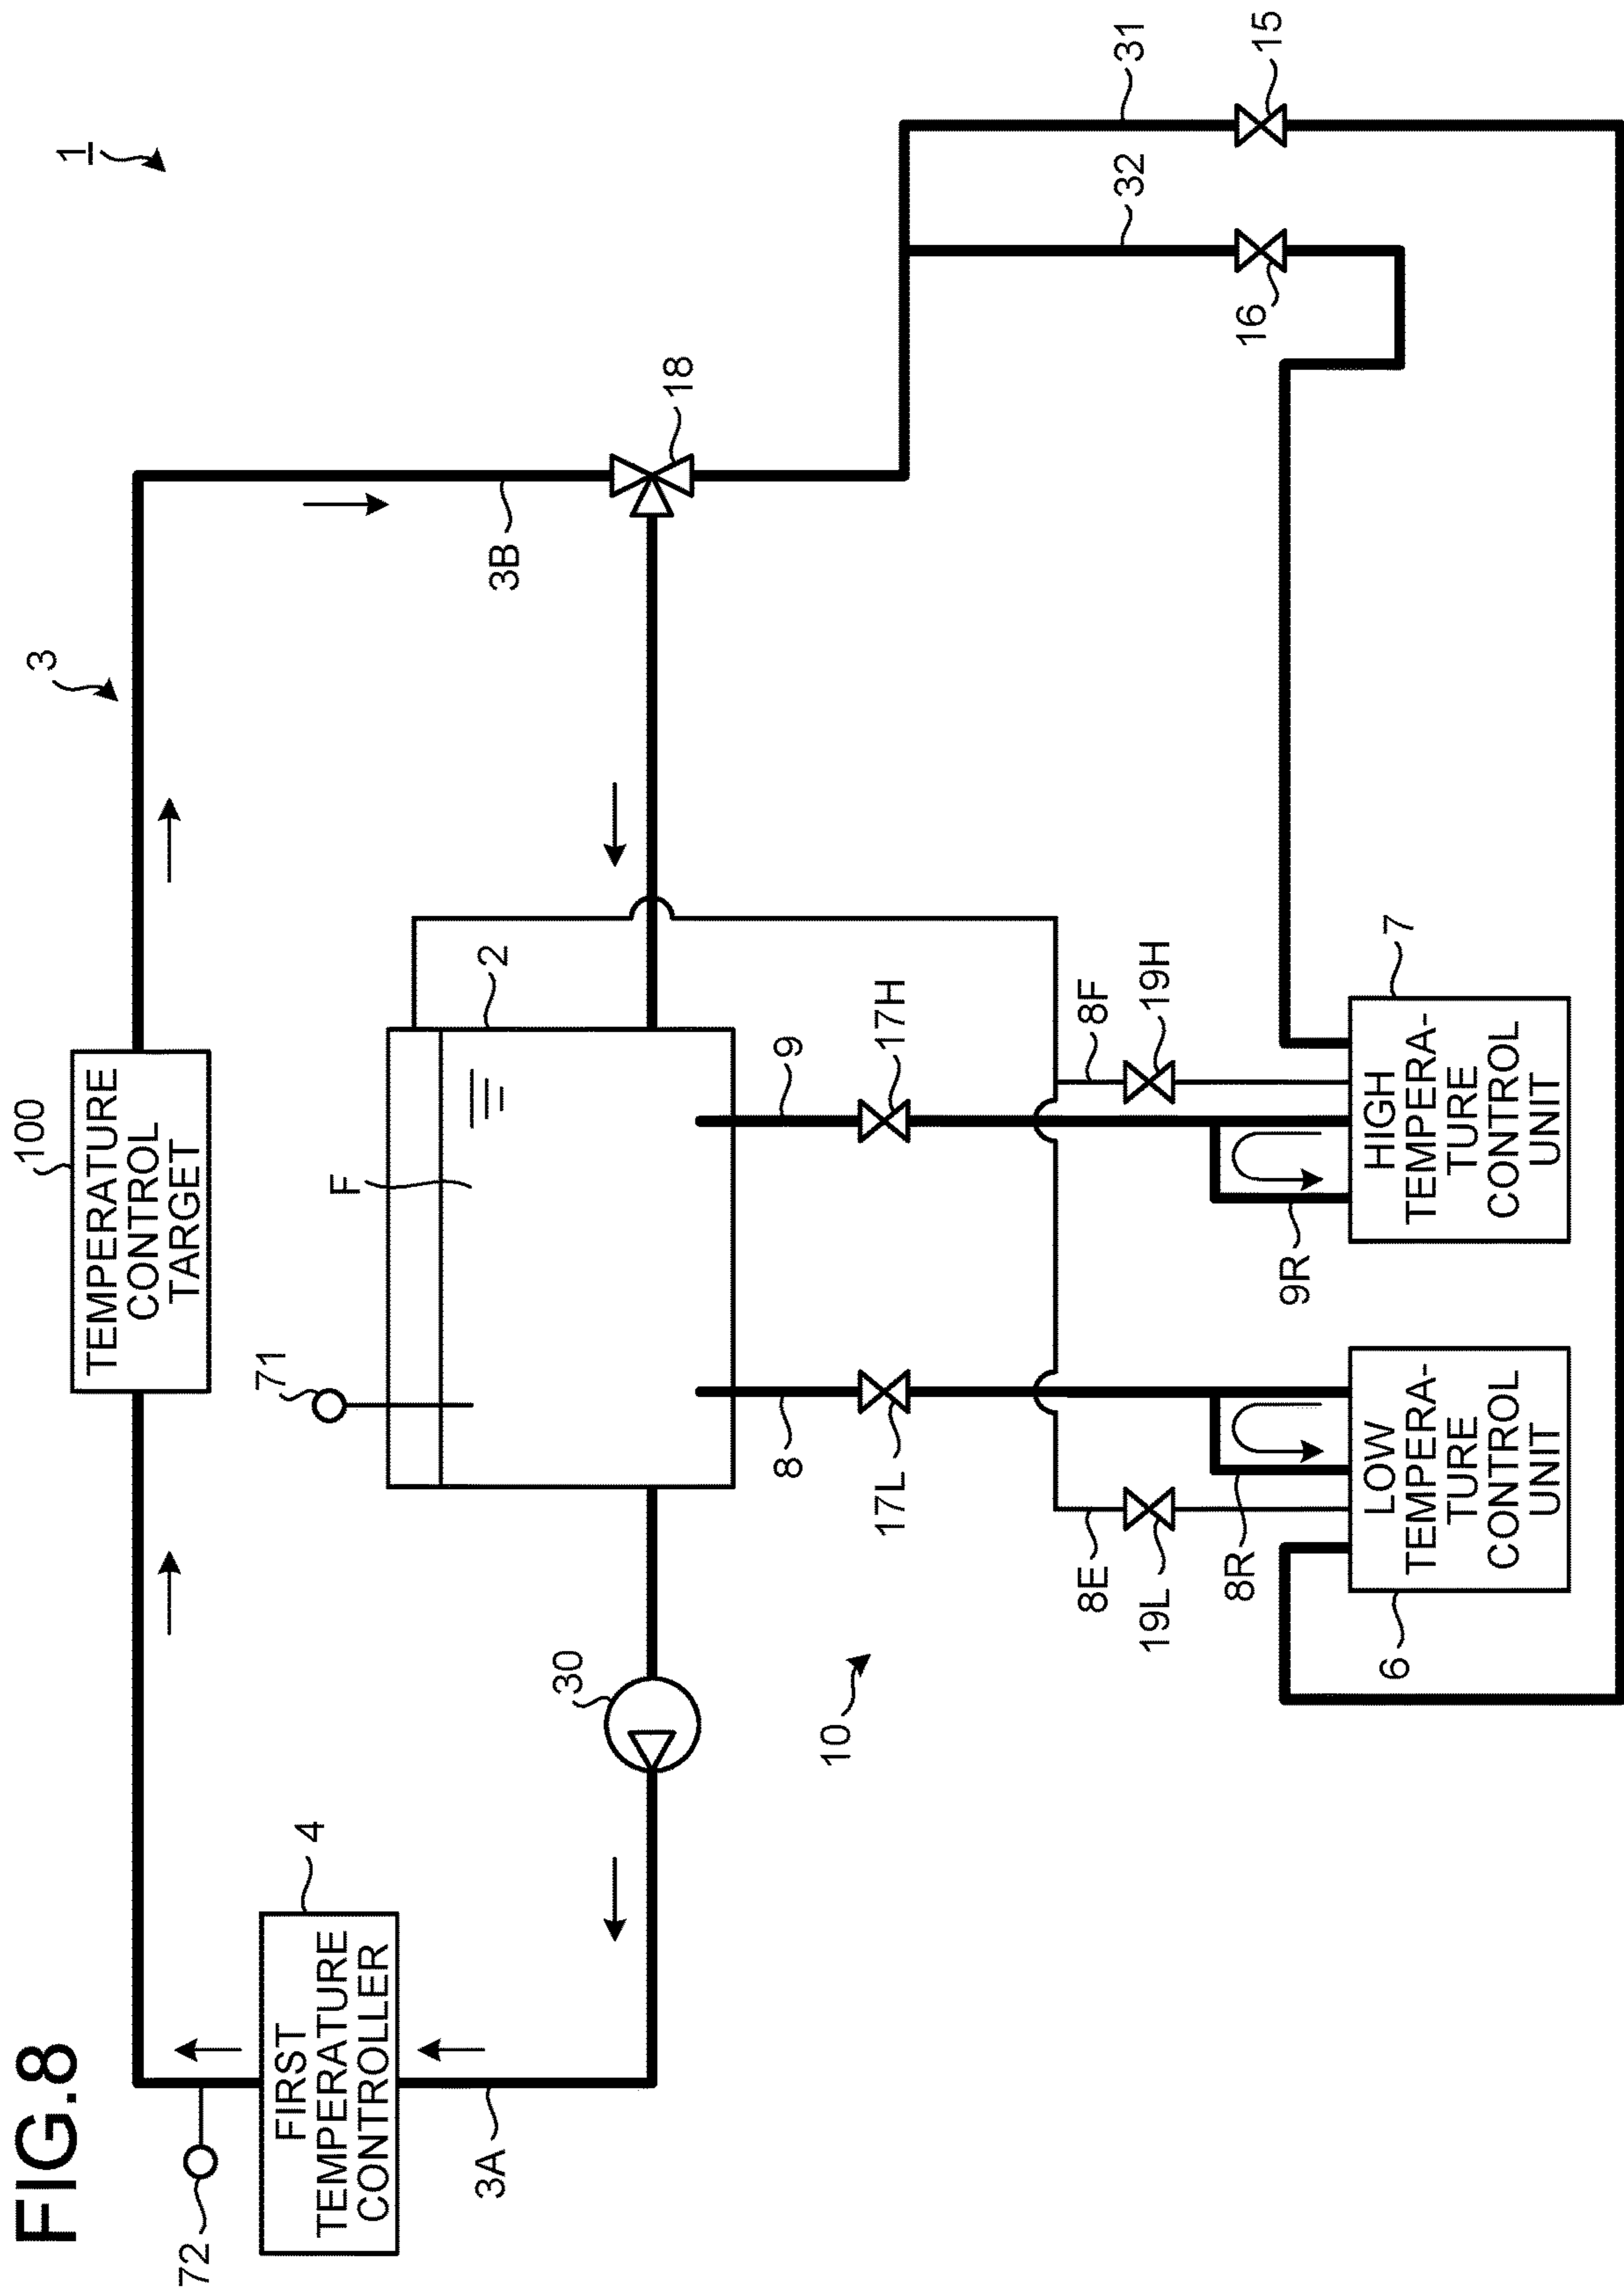 FIG.8
1
3
100
TEMPERATURE
CONTROL
TARGET
72
4
FIRST
TEMPERATURE
CONTROLLER
3A
30
71
F
2
3B
18
31
32
15
16
10
8
17L
9
17H
8E
19L
8F
19H
8R
9R
6
LOW
TEMPERA-
TURE
CONTROL
UNIT
7
HIGH
TEMPERA-
TURE
CONTROL
UNIT